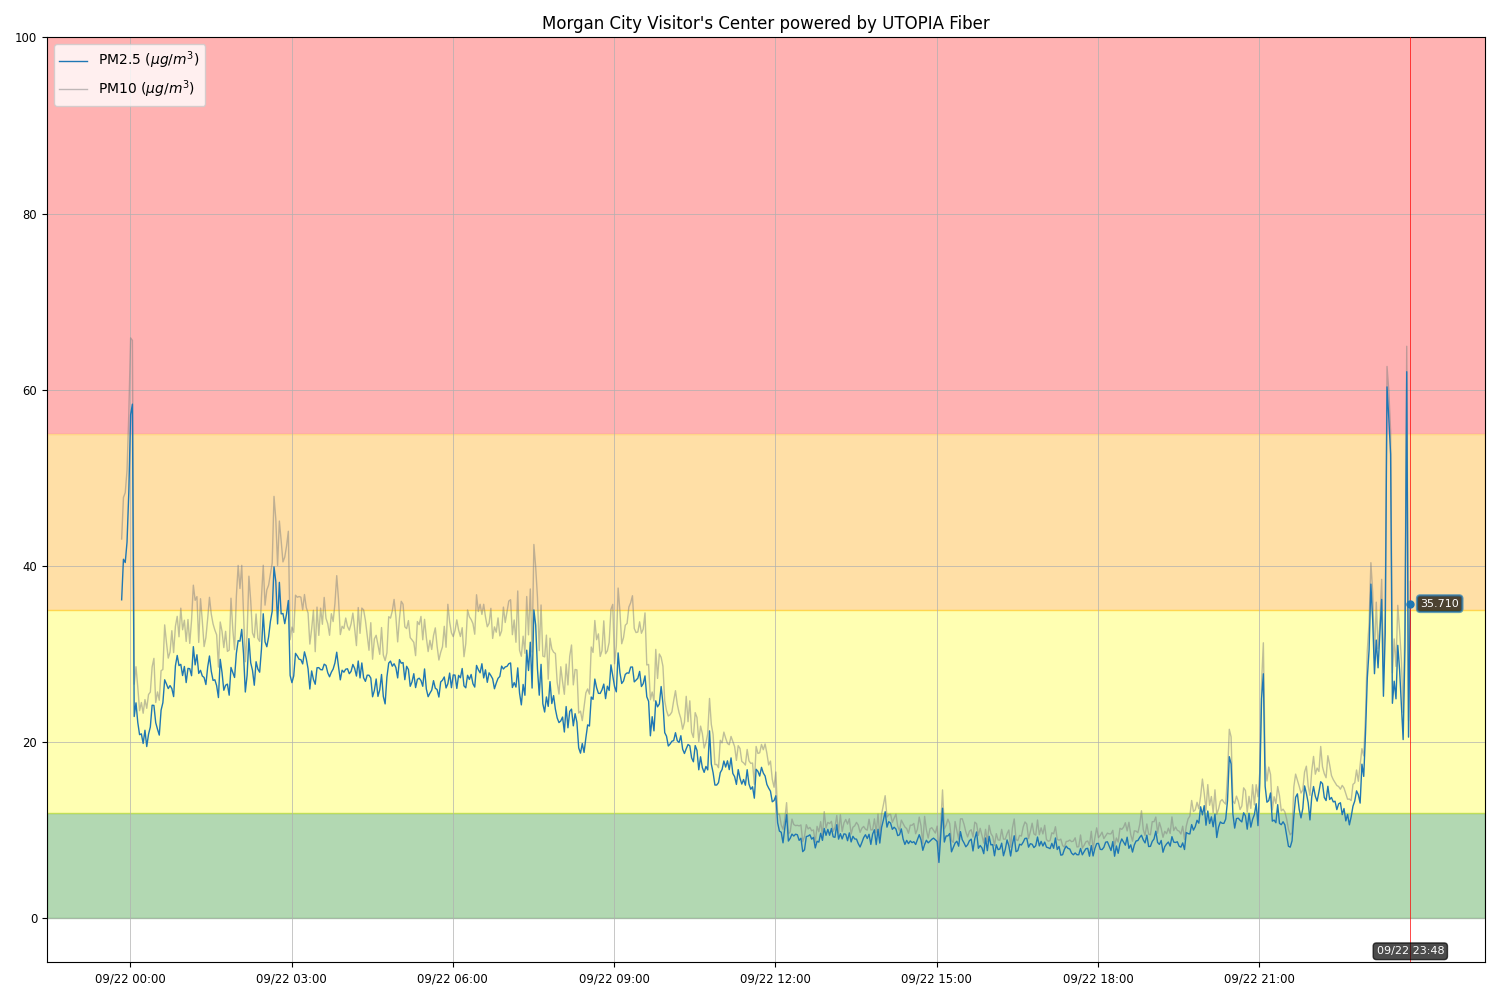 Morgan City Visitor's Center powered by UTOPIA Fiber
100
PM2.5 (μg/m³)
PM10 (μg/m³)
80
60
40
35.710
20
0
09/22 23:48
09/22 00:00 09/22 03:00 09/22 06:00 09/22 09:00 09/22 12:00 09/22 15:00 09/22 18:00 09/22 21:00